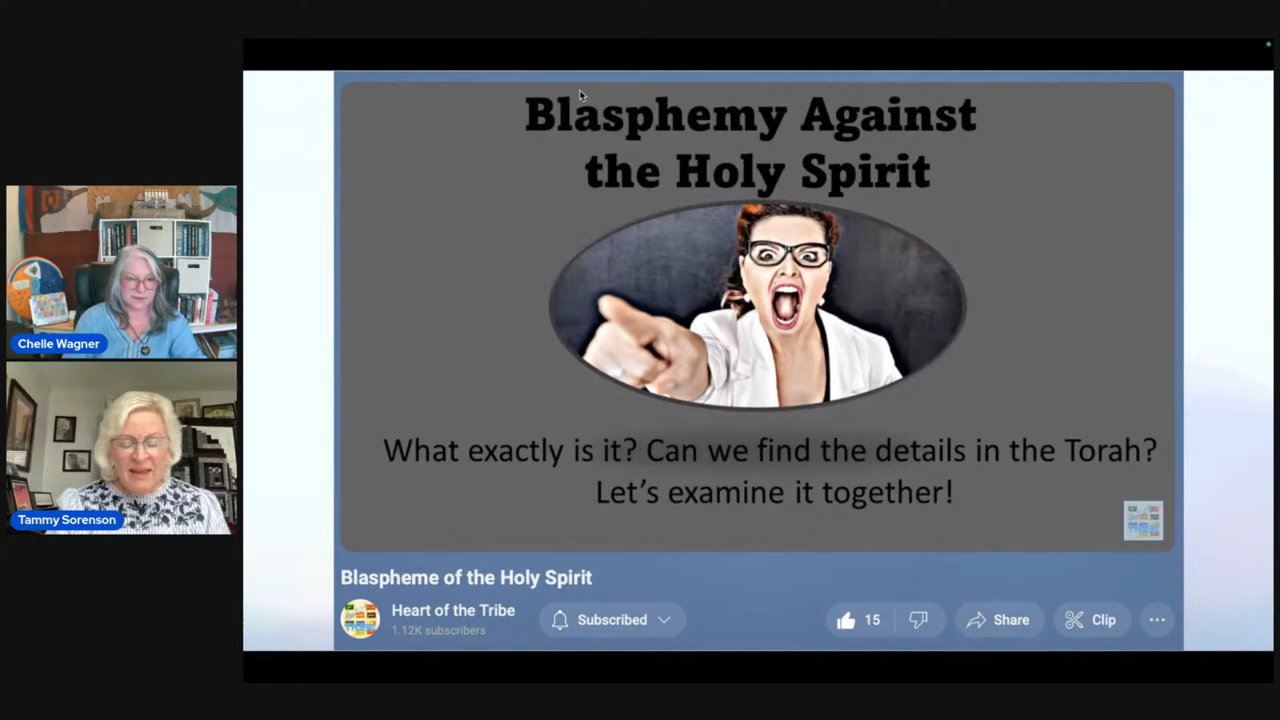 Blasphemy Against
the Holy Spirit
What exactly is it? Can we find the details in the Torah?
Let's examine it together!
Blaspheme of the Holy Spirit
Heart of the Tribe
1.12K subscribers
Subscribed
15
Share
Clip
Chelle Wagner
Tammy Sorenson